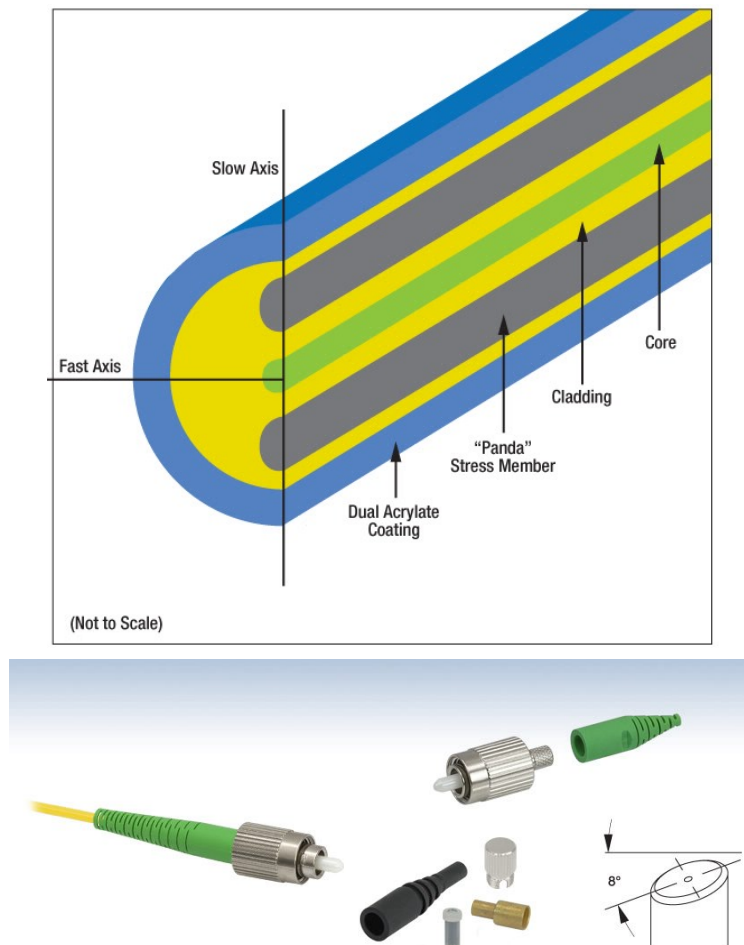 Slow Axis
Fast Axis
Core
Cladding
“Panda”
Stress Member
Dual Acrylate
Coating
(Not to Scale)
8°